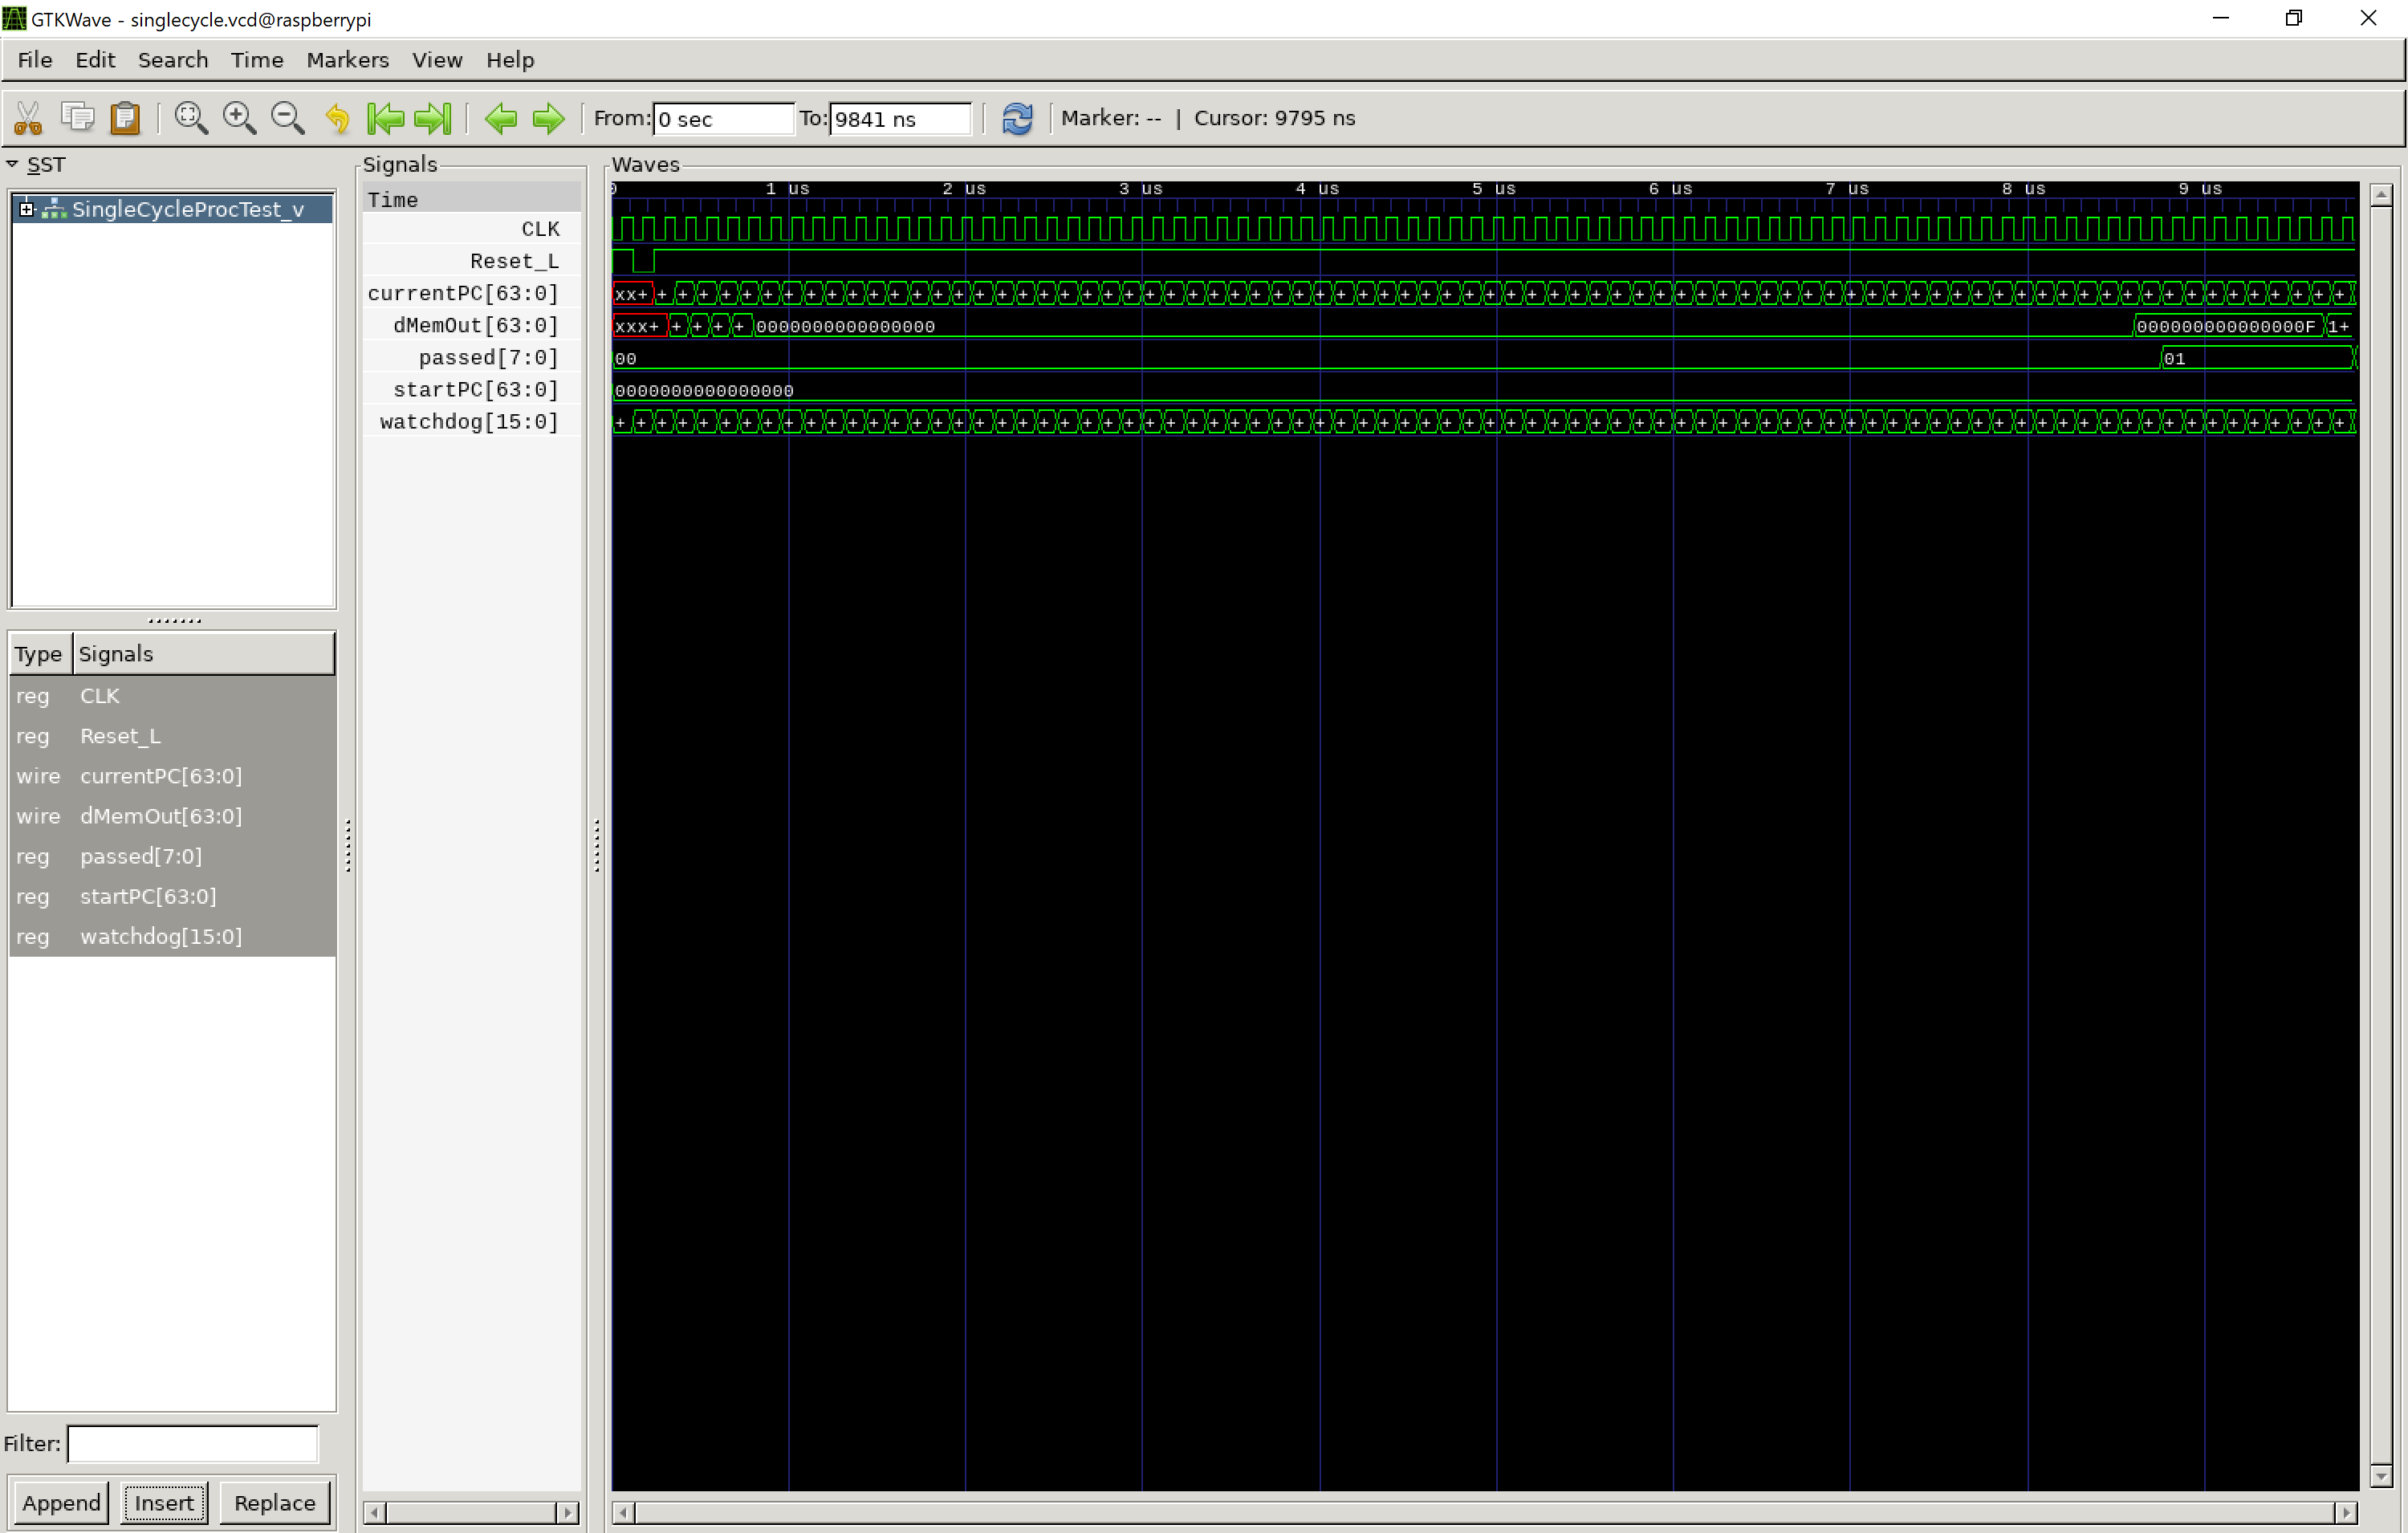 GTKWave - singlecycle.vcd@raspberrypi
File Edit Search Time Markers View Help
From: 0 sec To: 9841 ns Marker: -- | Cursor: 9795 ns
SST
SingleCycleProcTest_v
Type Signals
reg CLK
reg Reset_L
wire currentPC[63:0]
wire dMemOut[63:0]
reg passed[7:0]
reg startPC[63:0]
reg watchdog[15:0]
Filter:
Append Insert Replace
Signals
Time
CLK
Reset_L
currentPC[63:0]
dMemOut[63:0]
passed[7:0]
startPC[63:0]
watchdog[15:0]
Waves
0 1 us 2 us 3 us 4 us 5 us 6 us 7 us 8 us 9 us
xx+ + + + + + + + + + + + + + + + + + + + + + + + + + + + + + + + + + + + + + + + + + + + + + + + + + + + + + + + + + + + + + + + + + + + + + + + + + + + + + + +
xxx+ + + + + 0000000000000000 000000000000000F 1+
00 01
0000000000000000
+ + + + + + + + + + + + + + + + + + + + + + + + + + + + + + + + + + + + + + + + + + + + + + + + + + + + + + + + + + + + + + + + + + + + + + + + + + + + + + + + + +